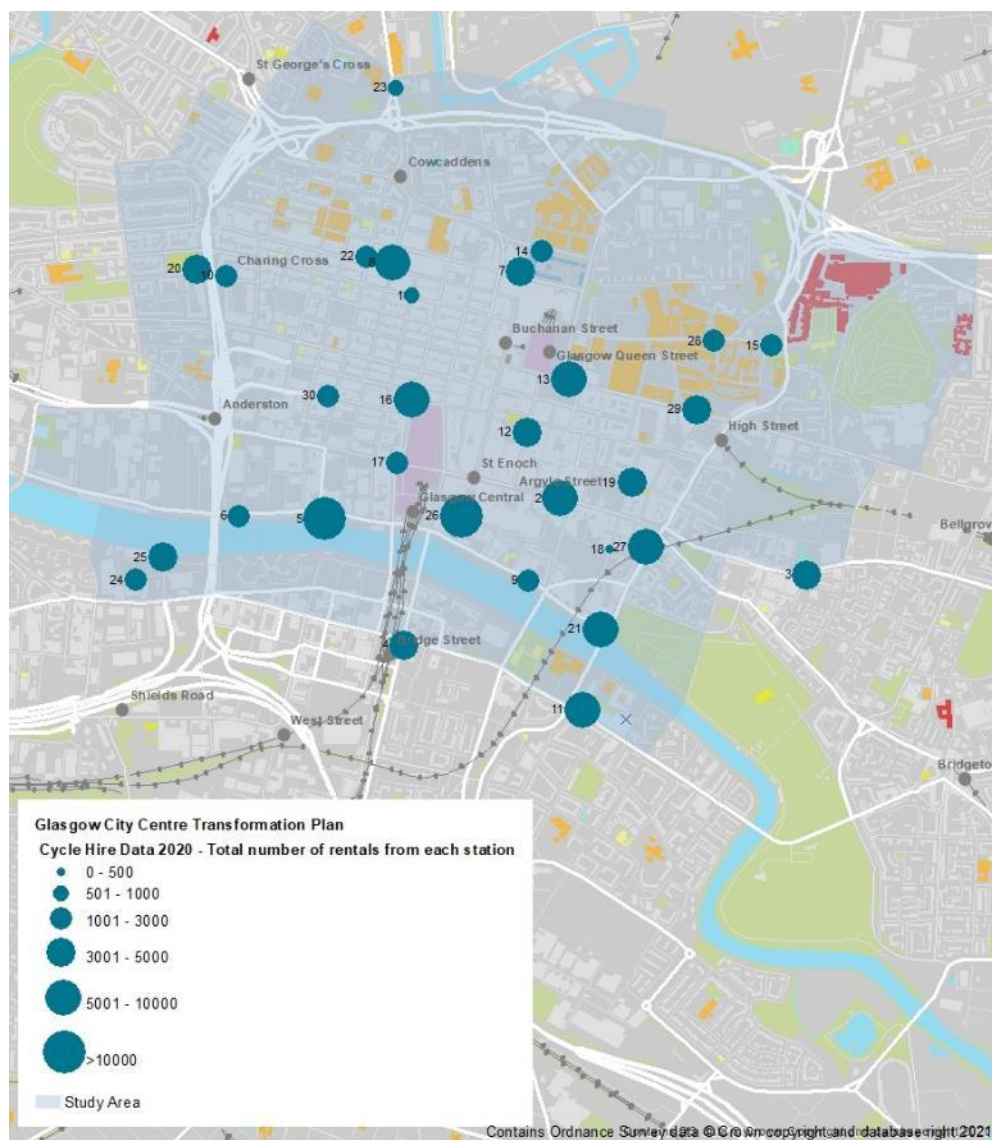 St George's Cross
23
Cowcaddens
14
22
8
20
Charing Cross
10
7
1
Buchanan Street
28
15
Glasgow Queen Street
13
30
16
29
Anderston
12
High Street
17
St Enoch
19
Argyle Street
2
Glasgow Central
6
5
26
Bellgrov
18
27
25
24
9
3
21
Bridge Street
4
Shields Road
11
West Street
Bridgeto
Glasgow City Centre Transformation Plan
Cycle Hire Data 2020 - Total number of rentals from each station
0 - 500
501 - 1000
1001 - 3000
3001 - 5000
5001 - 10000
>10000
Study Area
Contains Ordnance Survey data © Crown copyright and database right 2021